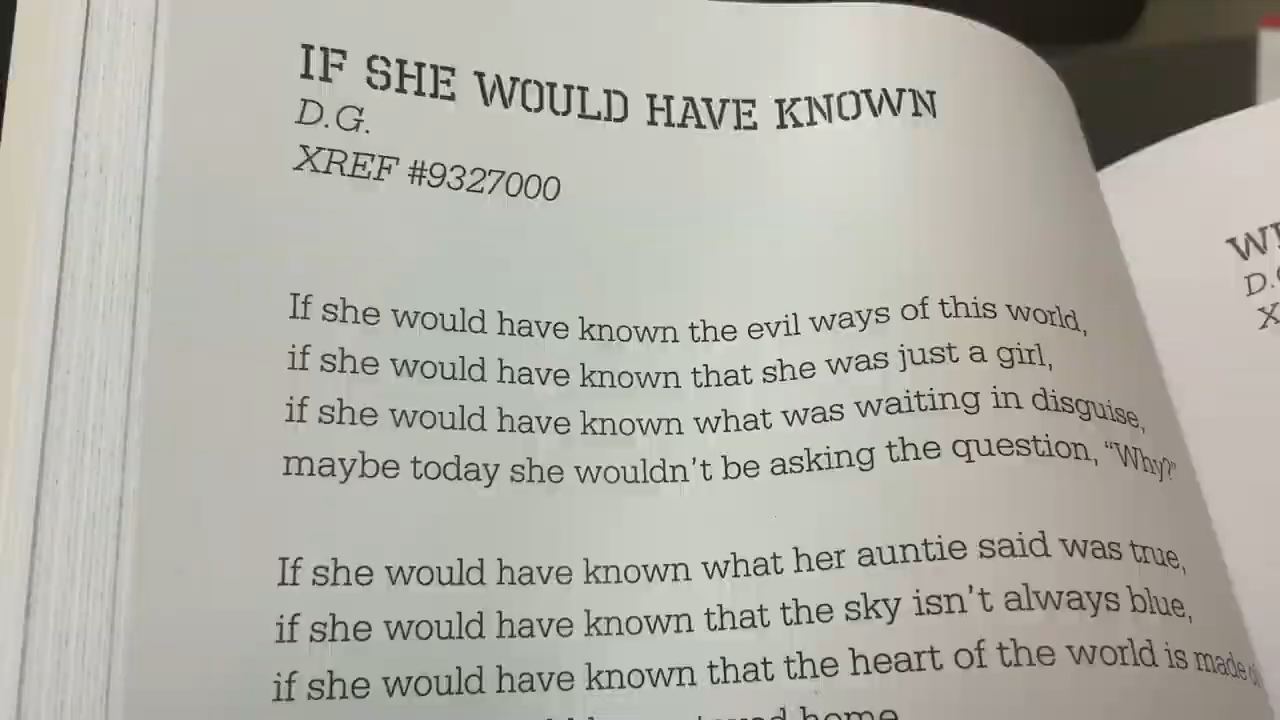 IF SHE WOULD HAVE KNOWN
D.G.
XREF #9327000
If she would have known the evil ways of this world,
if she would have known that she was just a girl,
if she would have known what was waiting in disguise,
maybe today she wouldn't be asking the question, "Why?"
If she would have known what her auntie said was true,
if she would have known that the sky isn't always blue,
if she would have known that the heart of the world is made
home